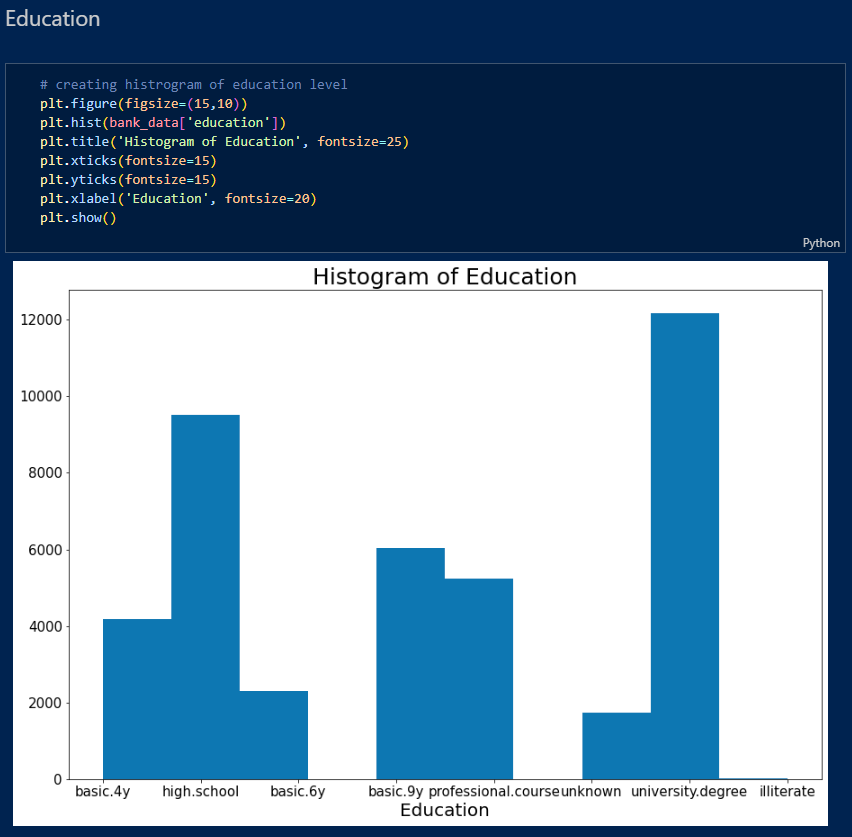 Education
# creating histrogram of education level
plt.figure(figsize=(15,10))
plt.hist(bank_data['education'])
plt.title('Histogram of Education', fontsize=25)
plt.xticks(fontsize=15)
plt.yticks(fontsize=15)
plt.xlabel('Education', fontsize=20)
plt.show()
Python
Histogram of Education
12000
10000
8000
6000
4000
2000
0
basic.4y high.school basic.6y basic.9y professional.course unknown university.degree illiterate
Education